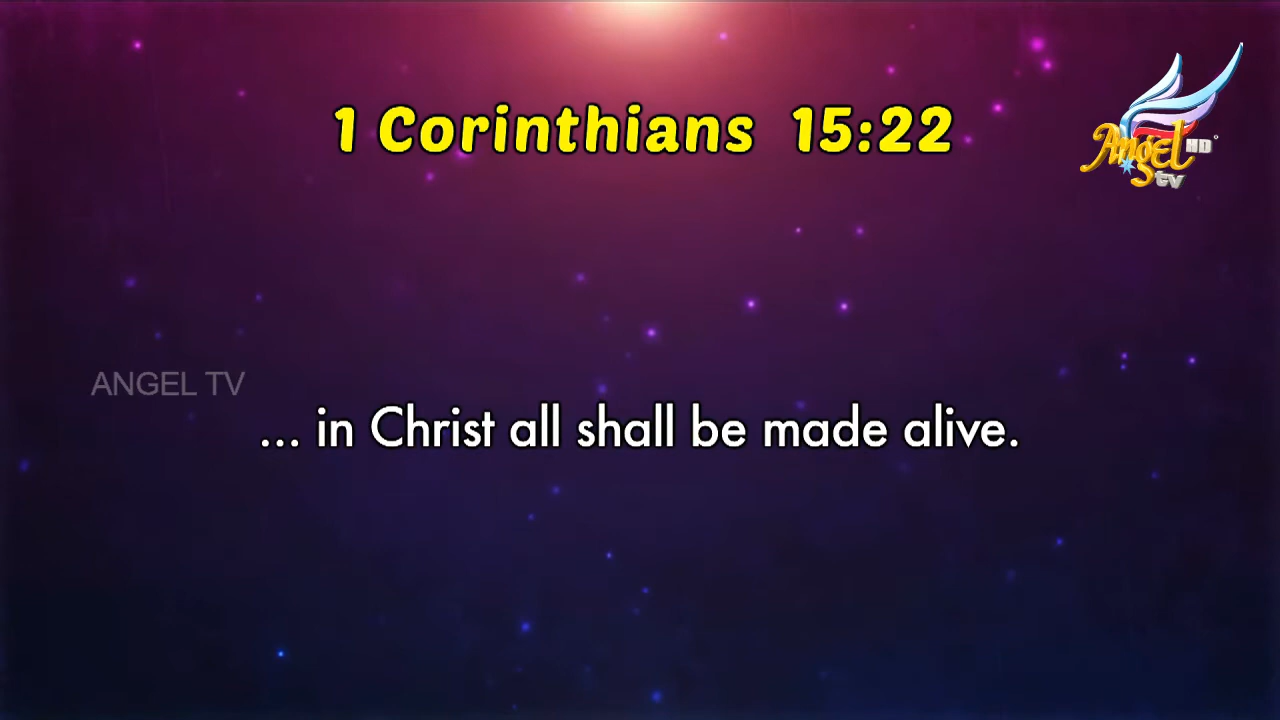 1 Corinthians 15:22
Angel HD
tv
ANGEL TV
... in Christ all shall be made alive.